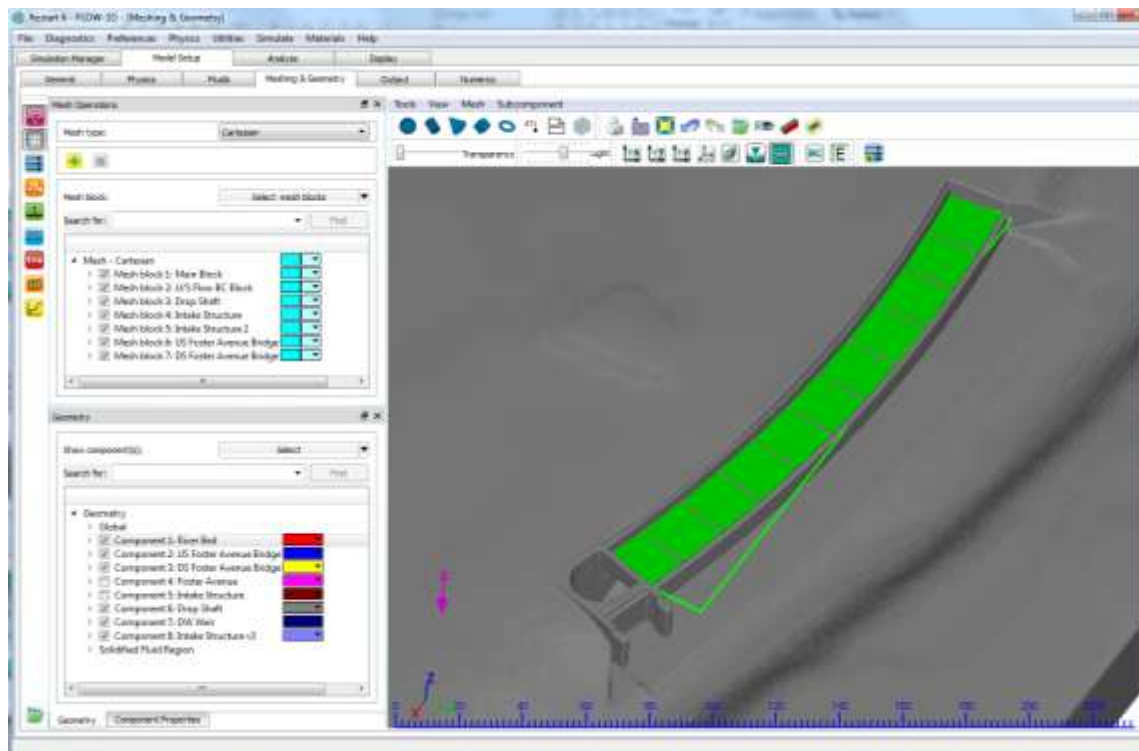 Restart 6 - FLOW-3D - [Meshing & Geometry]
File Diagnostics Preferences Physics Utilities Simulate Materials Help
Simulation Manager Model Setup Analyze Display
General Physics Fluids Meshing & Geometry Output Numerics
Mesh Operations
Tools View Mesh Subcomponent
Mesh type: Cartesian
Transparency
Mesh block: Select mesh blocks
Search for: Find
Mesh - Cartesian
Mesh block 1: Main Block
Mesh block 2: U/S Flow BC Block
Mesh block 3: Drop Shaft
Mesh block 4: Intake Structure
Mesh block 5: Intake Structure 2
Mesh block 6: US Foster Avenue Bridge
Mesh block 7: DS Foster Avenue Bridge
Geometry
Show component(s): Select
Search for: Find
Geometry
Global
Component 1: River Bed
Component 2: US Foster Avenue Bridge
Component 3: DS Foster Avenue Bridge
Component 4: Foster Avenue
Component 5: Intake Structure
Component 6: Drop Shaft
Component 7: DW Weir
Component 8: Intake Structure v3
Solidified Fluid Region
Geometry Component Properties